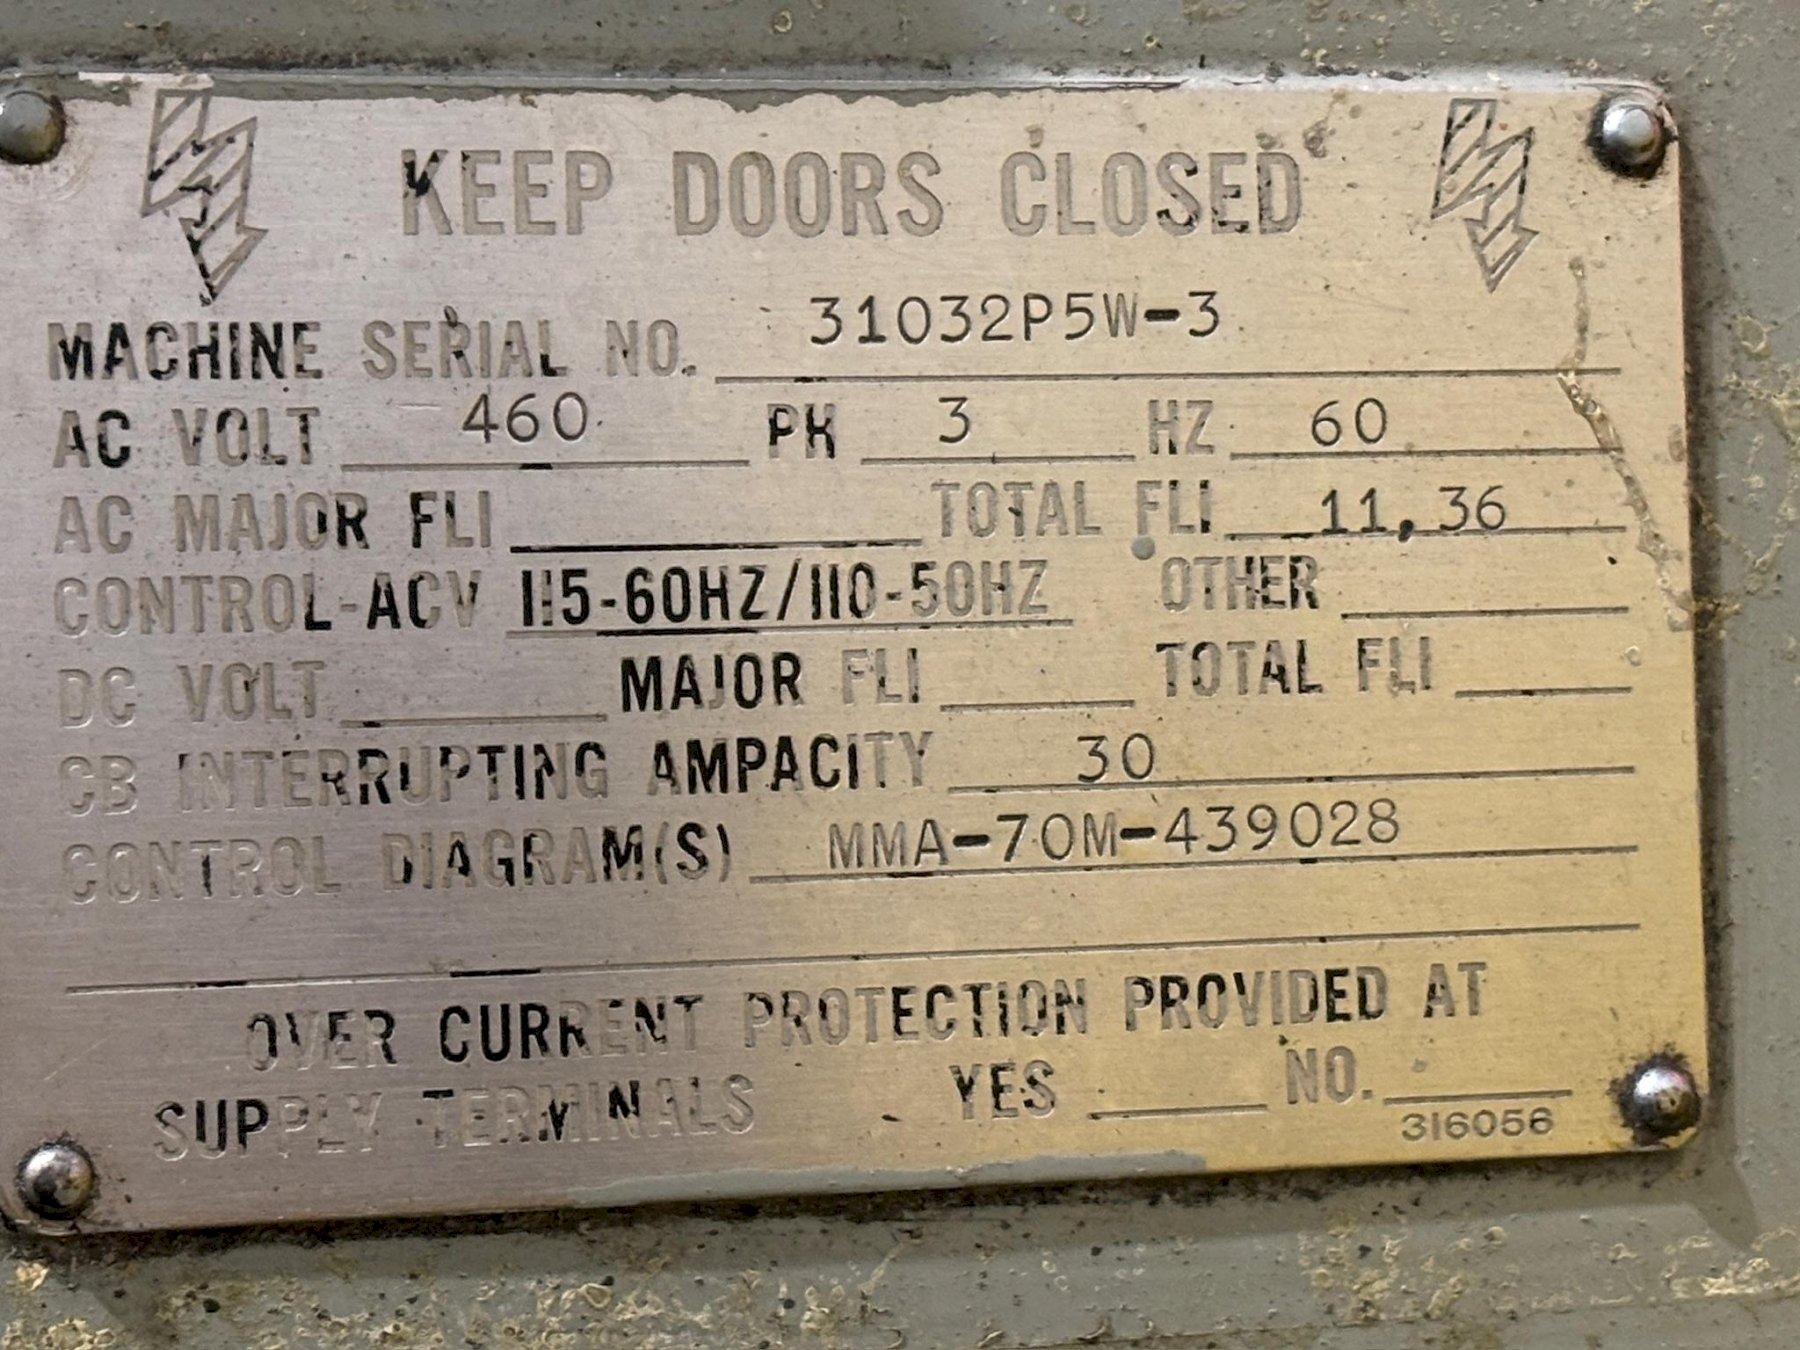 KEEP DOORS CLOSED
MACHINE SERIAL NO. 31032P5W-3
AC VOLT 460 PH 3 HZ 60
AC MAJOR FLI TOTAL FLI 11,36
CONTROL-ACV 115-60HZ/110-50HZ OTHER
DC VOLT MAJOR FLI TOTAL FLI
CB INTERRUPTING AMPACITY 30
CONTROL DIAGRAM(S) MMA-70M-439028
OVER CURRENT PROTECTION PROVIDED AT
SUPPLY TERMINALS YES NO.
316056